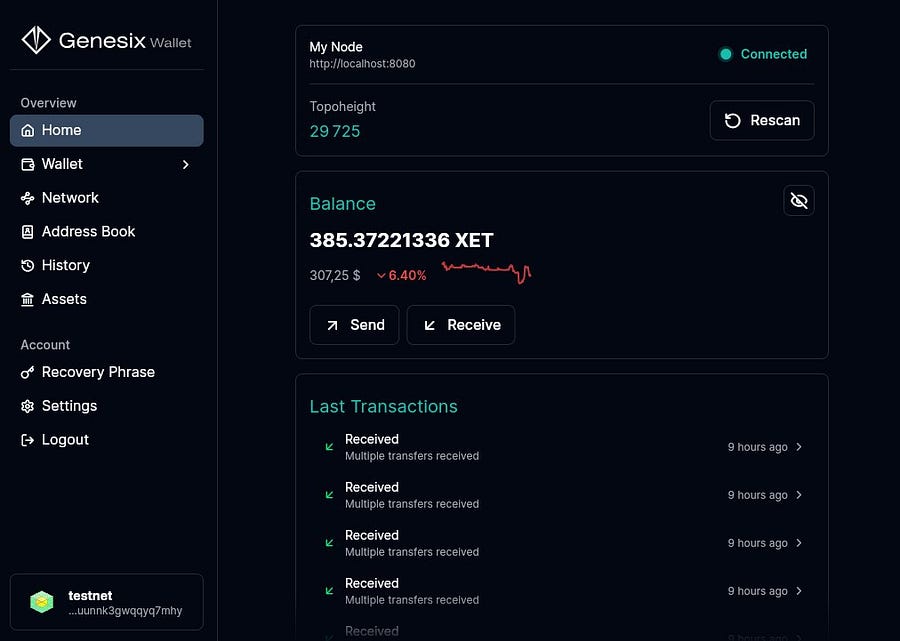 Genesix Wallet
Overview
Home
Wallet
Network
Address Book
History
Assets
Account
Recovery Phrase
Settings
Logout
testnet
...uunnk3gwqqyq7mhy
My Node
http://localhost:8080
Connected
Topoheight
29 725
Rescan
Balance
385.37221336 XET
307,25 $ 6.40%
Send Receive
Last Transactions
Received
Multiple transfers received
9 hours ago
Received
Multiple transfers received
9 hours ago
Received
Multiple transfers received
9 hours ago
Received
Multiple transfers received
9 hours ago
Received
9 hours ago